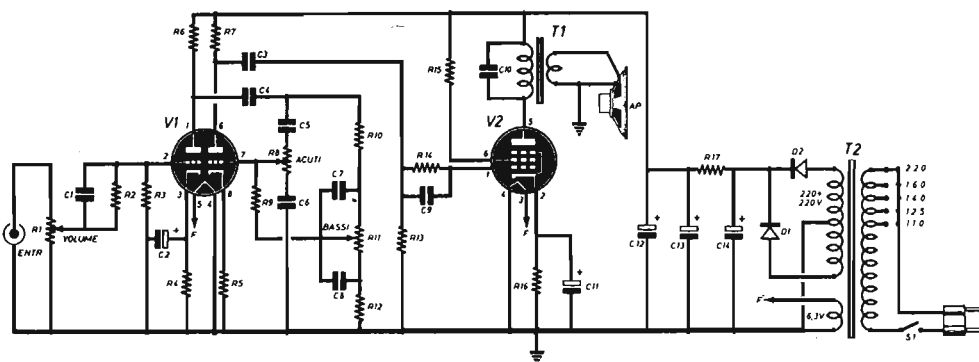 R6
R7
C3
C4
V1
1
6
2
7
3
5
4
8
F
ENTR
R1
VOLUME
C1
R2
R3
C2
+
R4
R5
C5
R8
ACUTI
C6
R9
C7
BASSI
C8
R10
R11
R12
R13
R14
C9
R15
C10
T1
AP
V2
5
6
1
4
3
2
F
R16
C11
+
C12
+
C13
+
C14
+
R17
D2
D1
220+
220V
T2
F
6,3V
220
160
140
125
110
S1